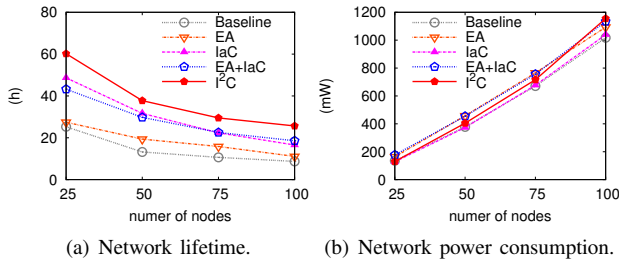 80
60
40
20
0
25
50
75
100
(h)
numer of nodes
Baseline
EA
IaC
EA+IaC
I²C
(a) Network lifetime.
1200
1000
800
600
400
200
0
25
50
75
100
(mW)
numer of nodes
Baseline
EA
IaC
EA+IaC
I²C
(b) Network power consumption.